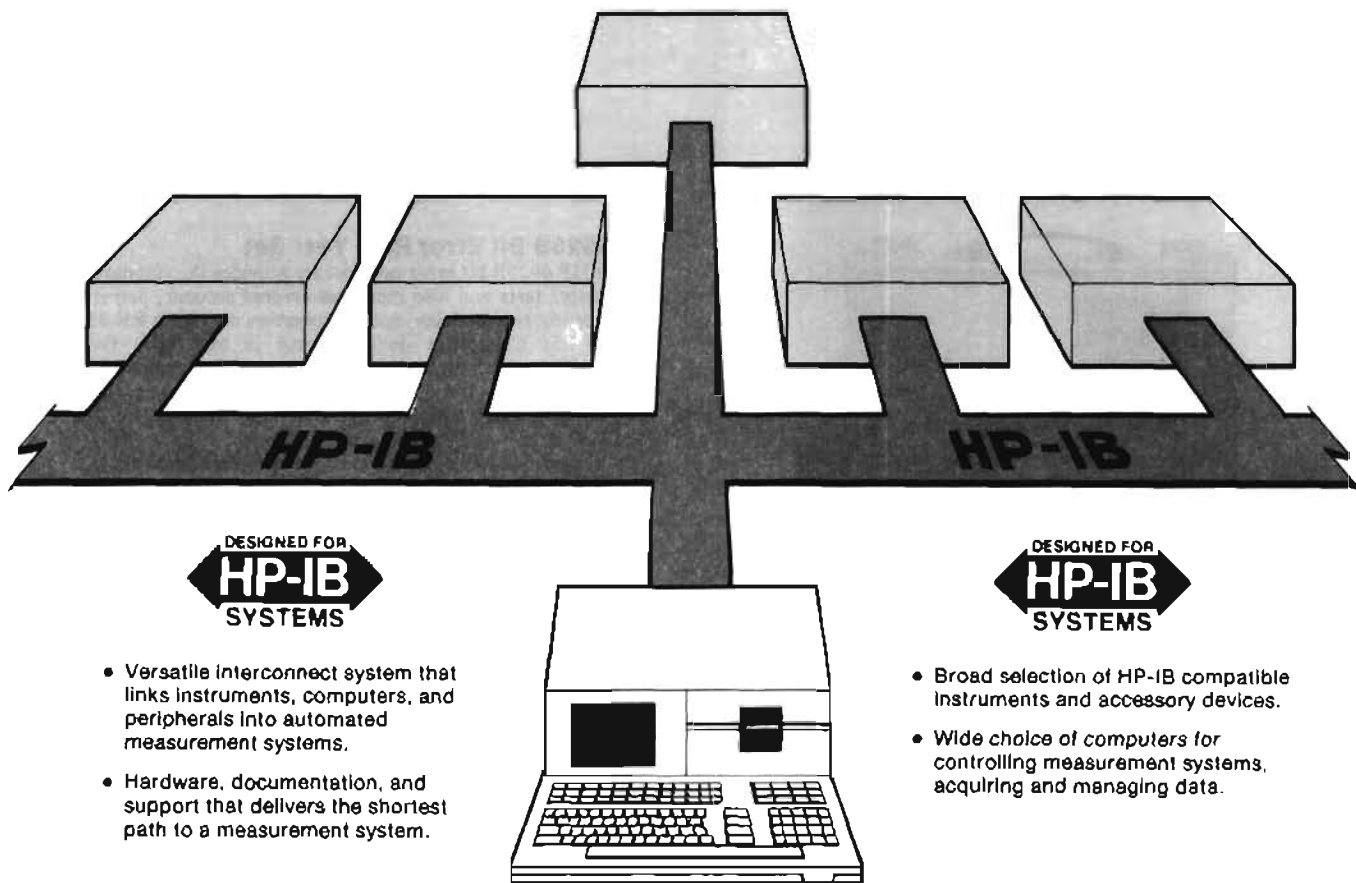 HP-IB
HP-IB
DESIGNED FOR
HP-IB
SYSTEMS
• Versatile interconnect system that
links instruments, computers, and
peripherals into automated
measurement systems.
• Hardware, documentation, and
support that delivers the shortest
path to a measurement system.
DESIGNED FOR
HP-IB
SYSTEMS
• Broad selection of HP-IB compatible
instruments and accessory devices.
• Wide choice of computers for
controlling measurement systems,
acquiring and managing data.